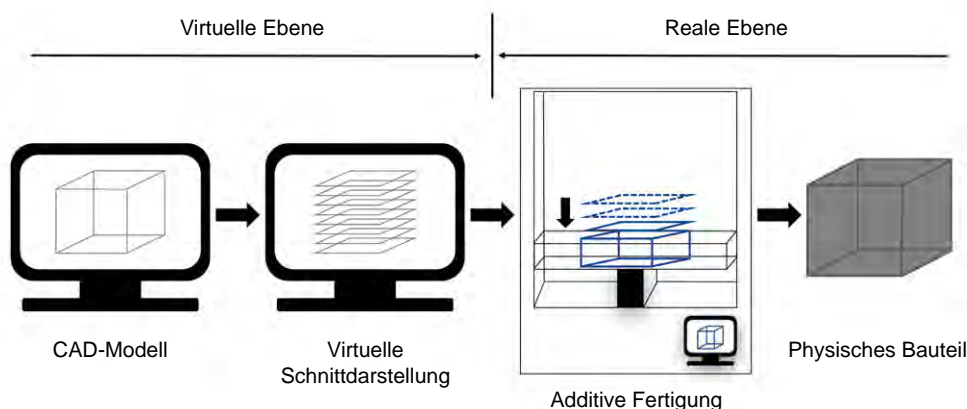 Virtuelle Ebene
Reale Ebene
CAD-Modell
Virtuelle
Schnittdarstellung
Additive Fertigung
Physisches Bauteil